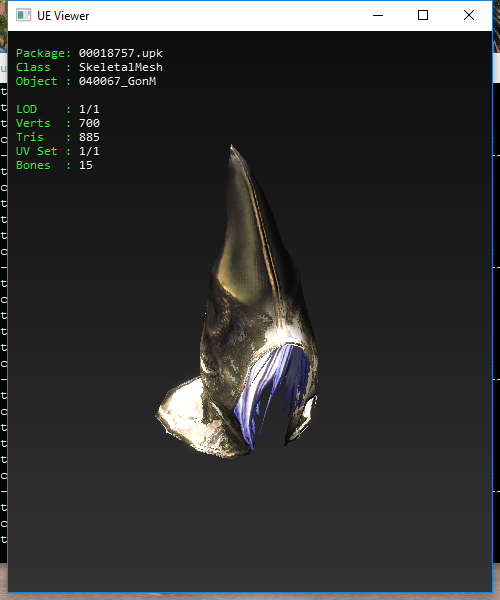 UE Viewer
Package: 00018757.upk
Class : SkeletalMesh
Object : 040067_GonM
LOD : 1/1
Verts : 700
Tris : 885
UV Set : 1/1
Bones : 15